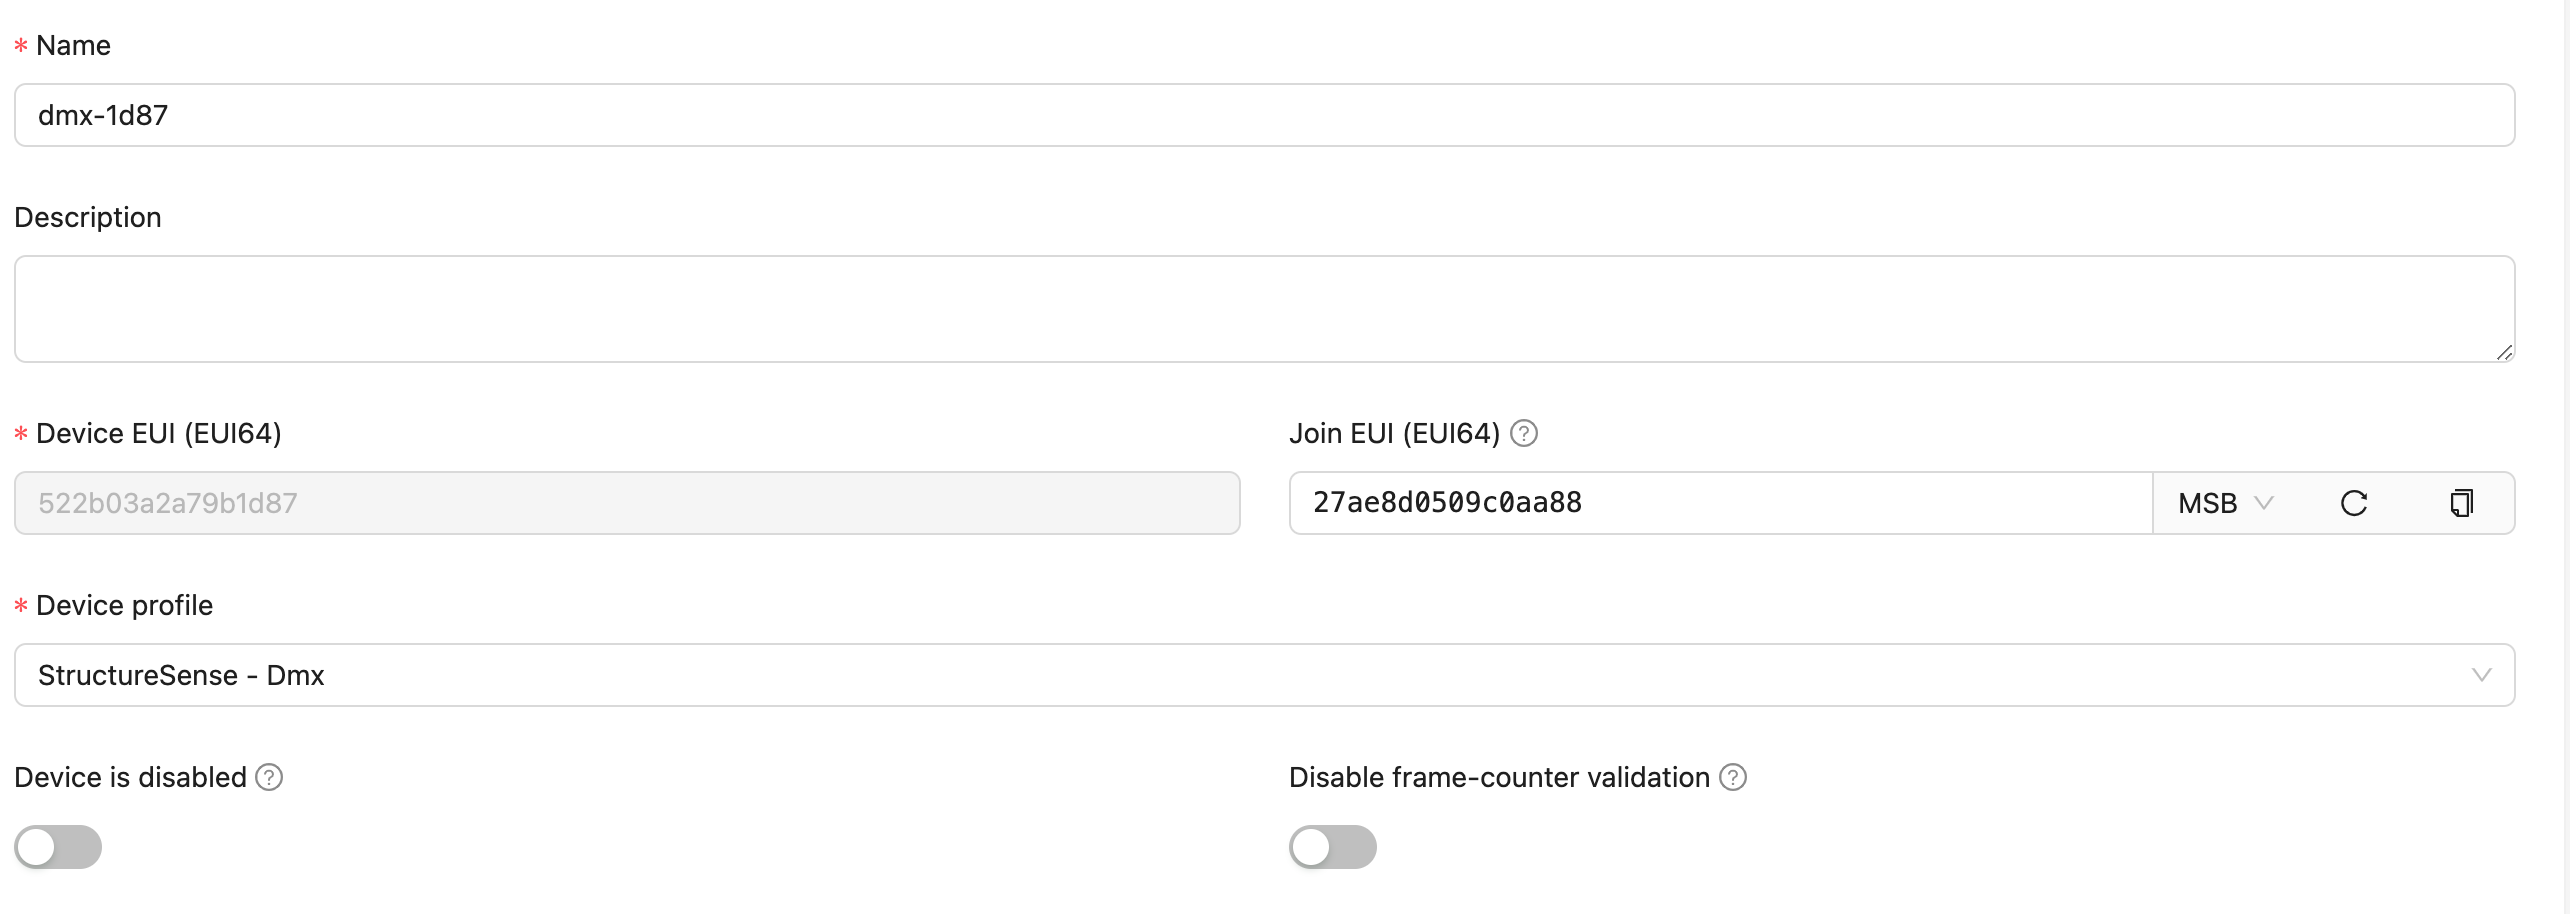 * Name
dmx-1d87
Description
* Device EUI (EUI64)
522b03a2a79b1d87
Join EUI (EUI64)
27ae8d0509c0aa88
MSB
* Device profile
StructureSense - Dmx
Device is disabled
Disable frame-counter validation